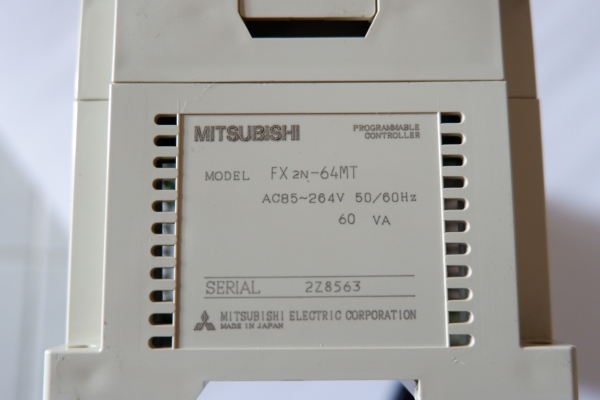 MITSUBISHI PROGRAMMABLE
CONTROLLER
MODEL FX2N-64MT
AC85~264V 50/60Hz
60 VA
SERIAL 2Z8563
MITSUBISHI ELECTRIC CORPORATION
MADE IN JAPAN